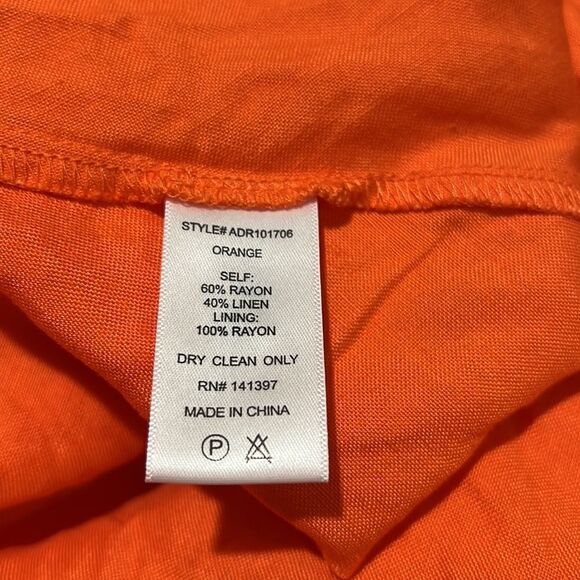 STYLE# ADR101706
ORANGE
SELF:
60% RAYON
40% LINEN
LINING:
100% RAYON
DRY CLEAN ONLY
RN# 141397
MADE IN CHINA
P